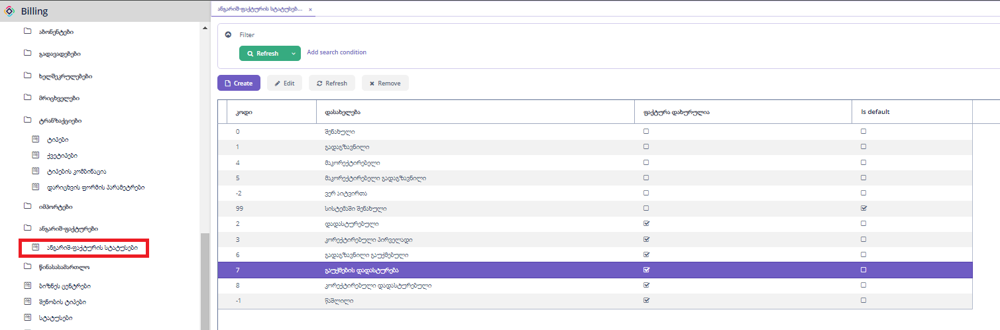 Billing
აბონენტები
გადავადებები
ხელშეკრულებები
მრიცხველები
ტრანზაქციები
ტიპები
ქვეტიპები
ტიპების კომბინაცია
დარიცხვის ფორმის პარამეტრები
იმპორტები
ანგარიშ-ფაქტურები
ანგარიშ-ფაქტურის სტატუსები
წინასასამართლო
ბიზნეს ცენტრები
შენობის ტიპები
სტატუსები
ანგარიშ-ფაქტურის სტატუსებ... ×
Filter
Refresh Add search condition
Create Edit Refresh Remove
კოდი დასახელება ფაქტურა დახურულია Is default
0 შენახული
1 გადაგზავნილი
4 მაკორექტირებელი
5 მაკორექტირებელი გადაგზავნილი
-2 ვერ აიტვირთა
99 სისტემაში შენახული
2 დადასტურებული
3 კორექტირებული პირველადი
6 გადაგზავნილი გაუქმებული
7 გაუქმების დადასტურება
8 კორექტირებული დადასტურებული
-1 წაშლილი